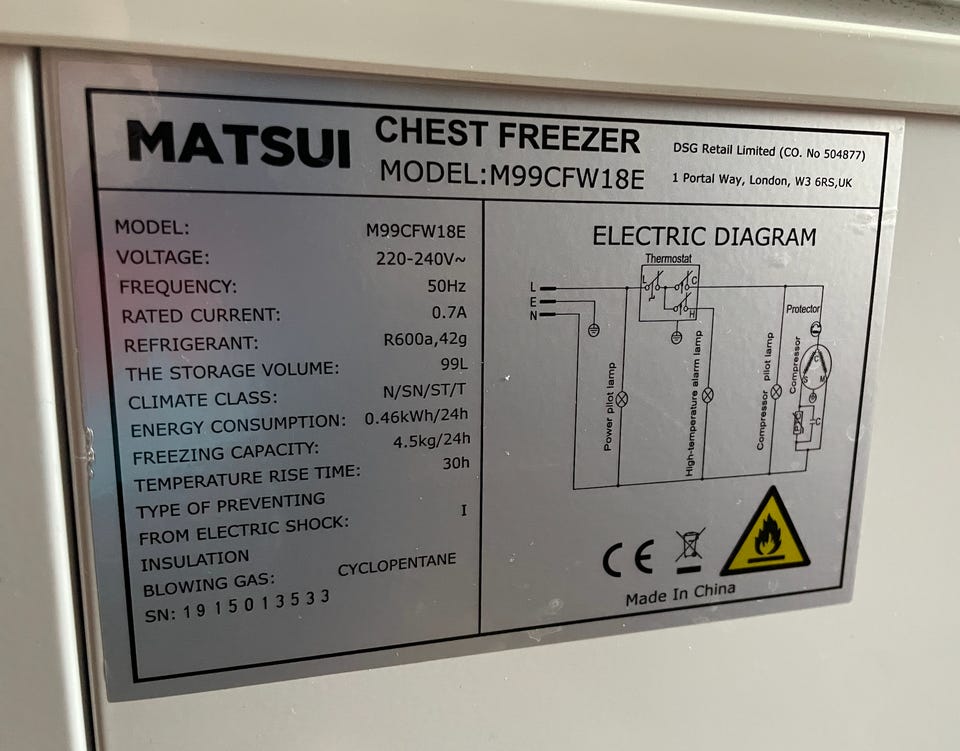 MATSUI
CHEST FREEZER
MODEL:M99CFW18E
DSG Retail Limited (CO. No 504877)
1 Portal Way, London, W3 6RS,UK
MODEL: M99CFW18E
VOLTAGE: 220-240V~
FREQUENCY: 50Hz
RATED CURRENT: 0.7A
REFRIGERANT: R600a,42g
THE STORAGE VOLUME: 99L
CLIMATE CLASS: N/SN/ST/T
ENERGY CONSUMPTION: 0.46kWh/24h
FREEZING CAPACITY: 4.5kg/24h
TEMPERATURE RISE TIME: 30h
TYPE OF PREVENTING
FROM ELECTRIC SHOCK: I
INSULATION
BLOWING GAS: CYCLOPENTANE
SN: 1915013533
ELECTRIC DIAGRAM
Thermostat
L C
H
L
E
N
Protector
Power pilot lamp
High-temperature alarm lamp
Compressor pilot lamp
Compressor
C
S M
PTC
C
CE
Made In China